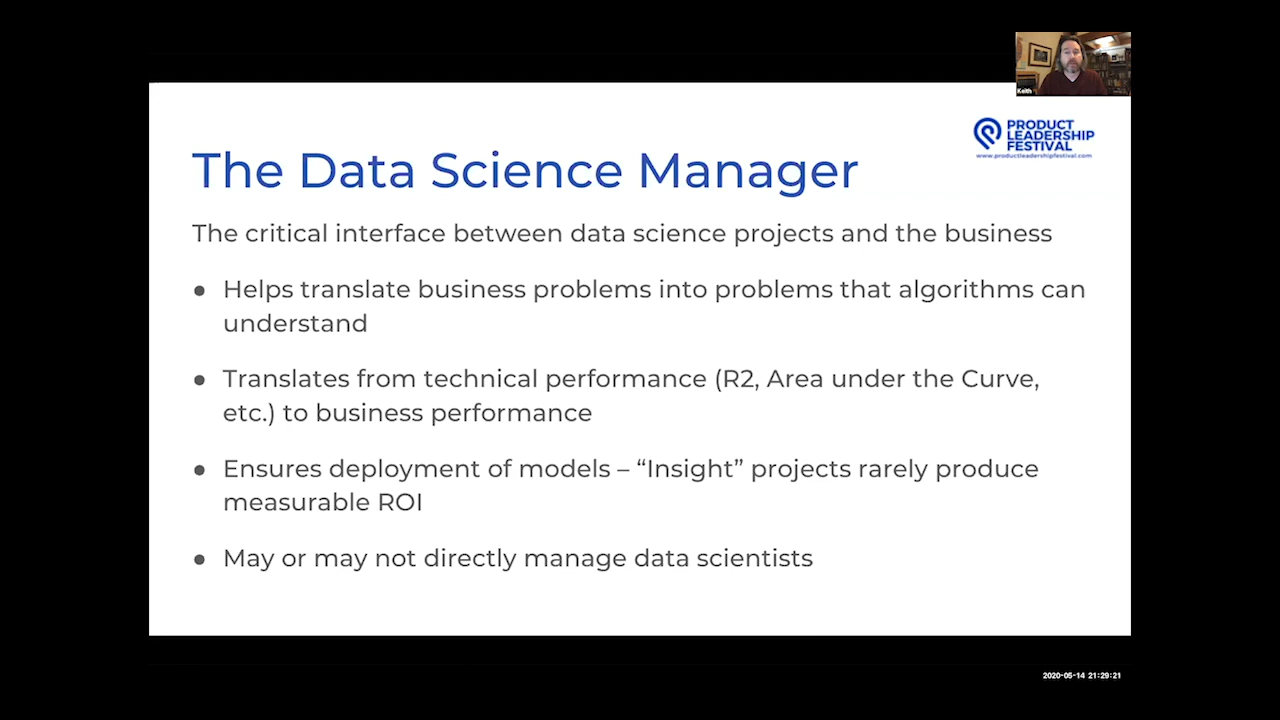 Keith
PRODUCT
LEADERSHIP
FESTIVAL
www.productleadershipfestival.com
The Data Science Manager
The critical interface between data science projects and the business
● Helps translate business problems into problems that algorithms can
understand
● Translates from technical performance (R2, Area under the Curve,
etc.) to business performance
● Ensures deployment of models – “Insight” projects rarely produce
measurable ROI
● May or may not directly manage data scientists
2020-05-14 21:29:21